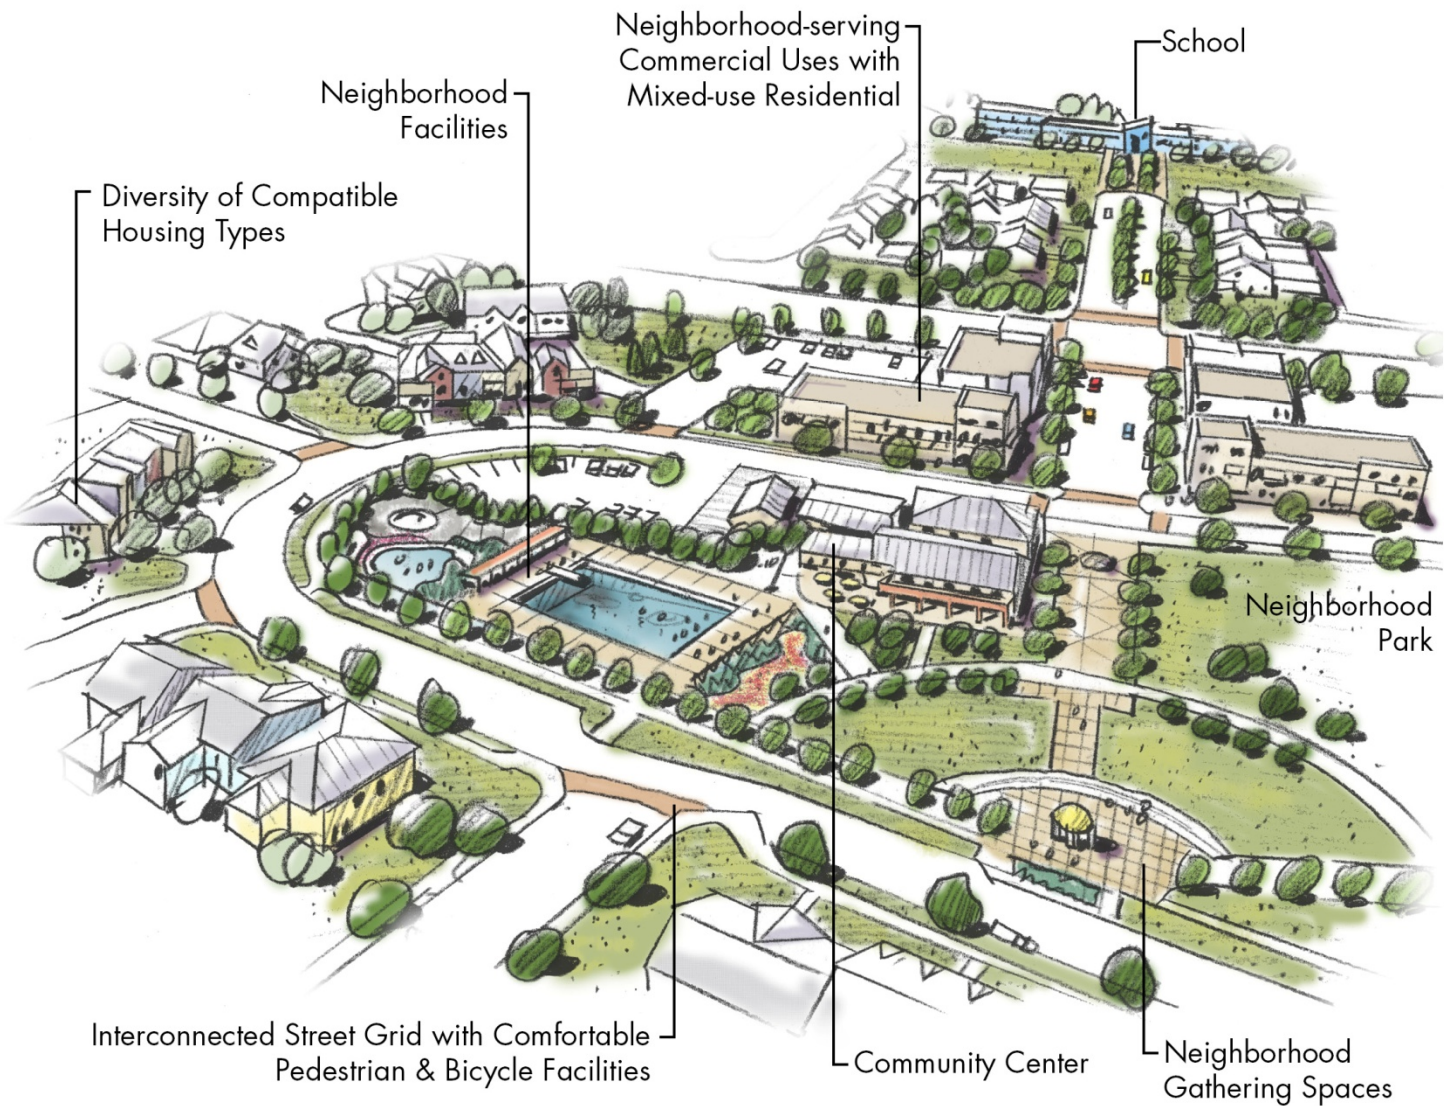 Neighborhood-serving
Commercial Uses with
Mixed-use Residential
School
Neighborhood
Facilities
Diversity of Compatible
Housing Types
Neighborhood
Park
Interconnected Street Grid with Comfortable
Pedestrian & Bicycle Facilities
Community Center
Neighborhood
Gathering Spaces